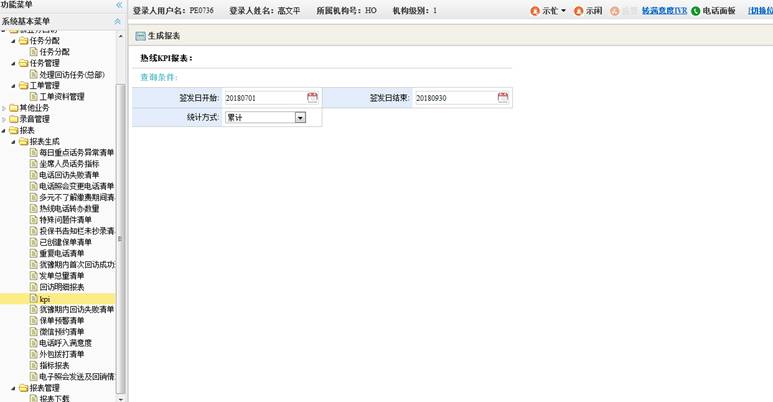 功能菜单
登录人用户名：PE0736 登录人姓名：高文平 所属机构号：HO 机构级别：1 示忙 示闲 转满意度IVR 电话面板
系统基本菜单
任务分配
任务分配
任务管理
处理回访任务(总部)
工单管理
工单资料管理
其他业务
录音管理
报表
报表生成
每日重点话务异常清单
坐席人员话务指标
电话回访失败清单
电话照会变更电话清单
多元不了解缴费期间清
热线电话转办数量
特殊问题件清单
投保书告知栏未抄录清
已创建保单清单
重复电话清单
犹豫期内首次回访成功
发单总量清单
回访明细报表
kpi
犹豫期内回访失败清单
保单预警清单
微信预约清单
电话呼入满意度
外包拨打清单
指标报表
电子照会发送及回销情
报表管理
报表下载
生成报表
热线KPI报表：
查询条件：
签发日开始: 20180701 签发日结束: 20180930
统计方式: 累计